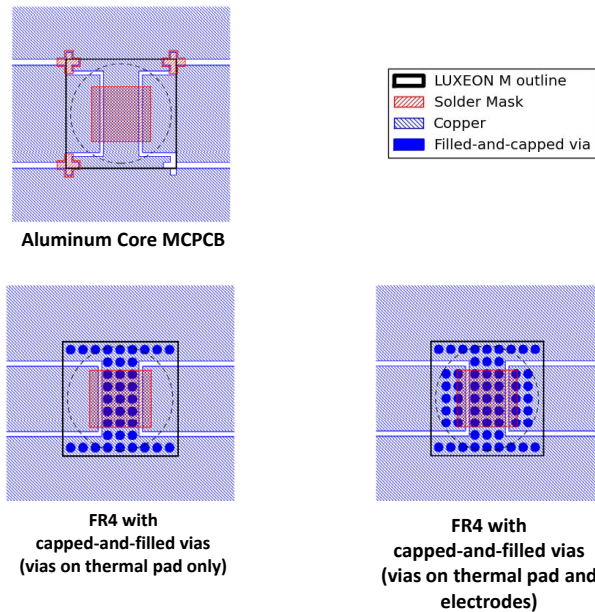 LUXEON M outline
Solder Mask
Copper
Filled-and-capped via
Aluminum Core MCPCB
FR4 with
capped-and-filled vias
(vias on thermal pad only)
FR4 with
capped-and-filled vias
(vias on thermal pad and
electrodes)